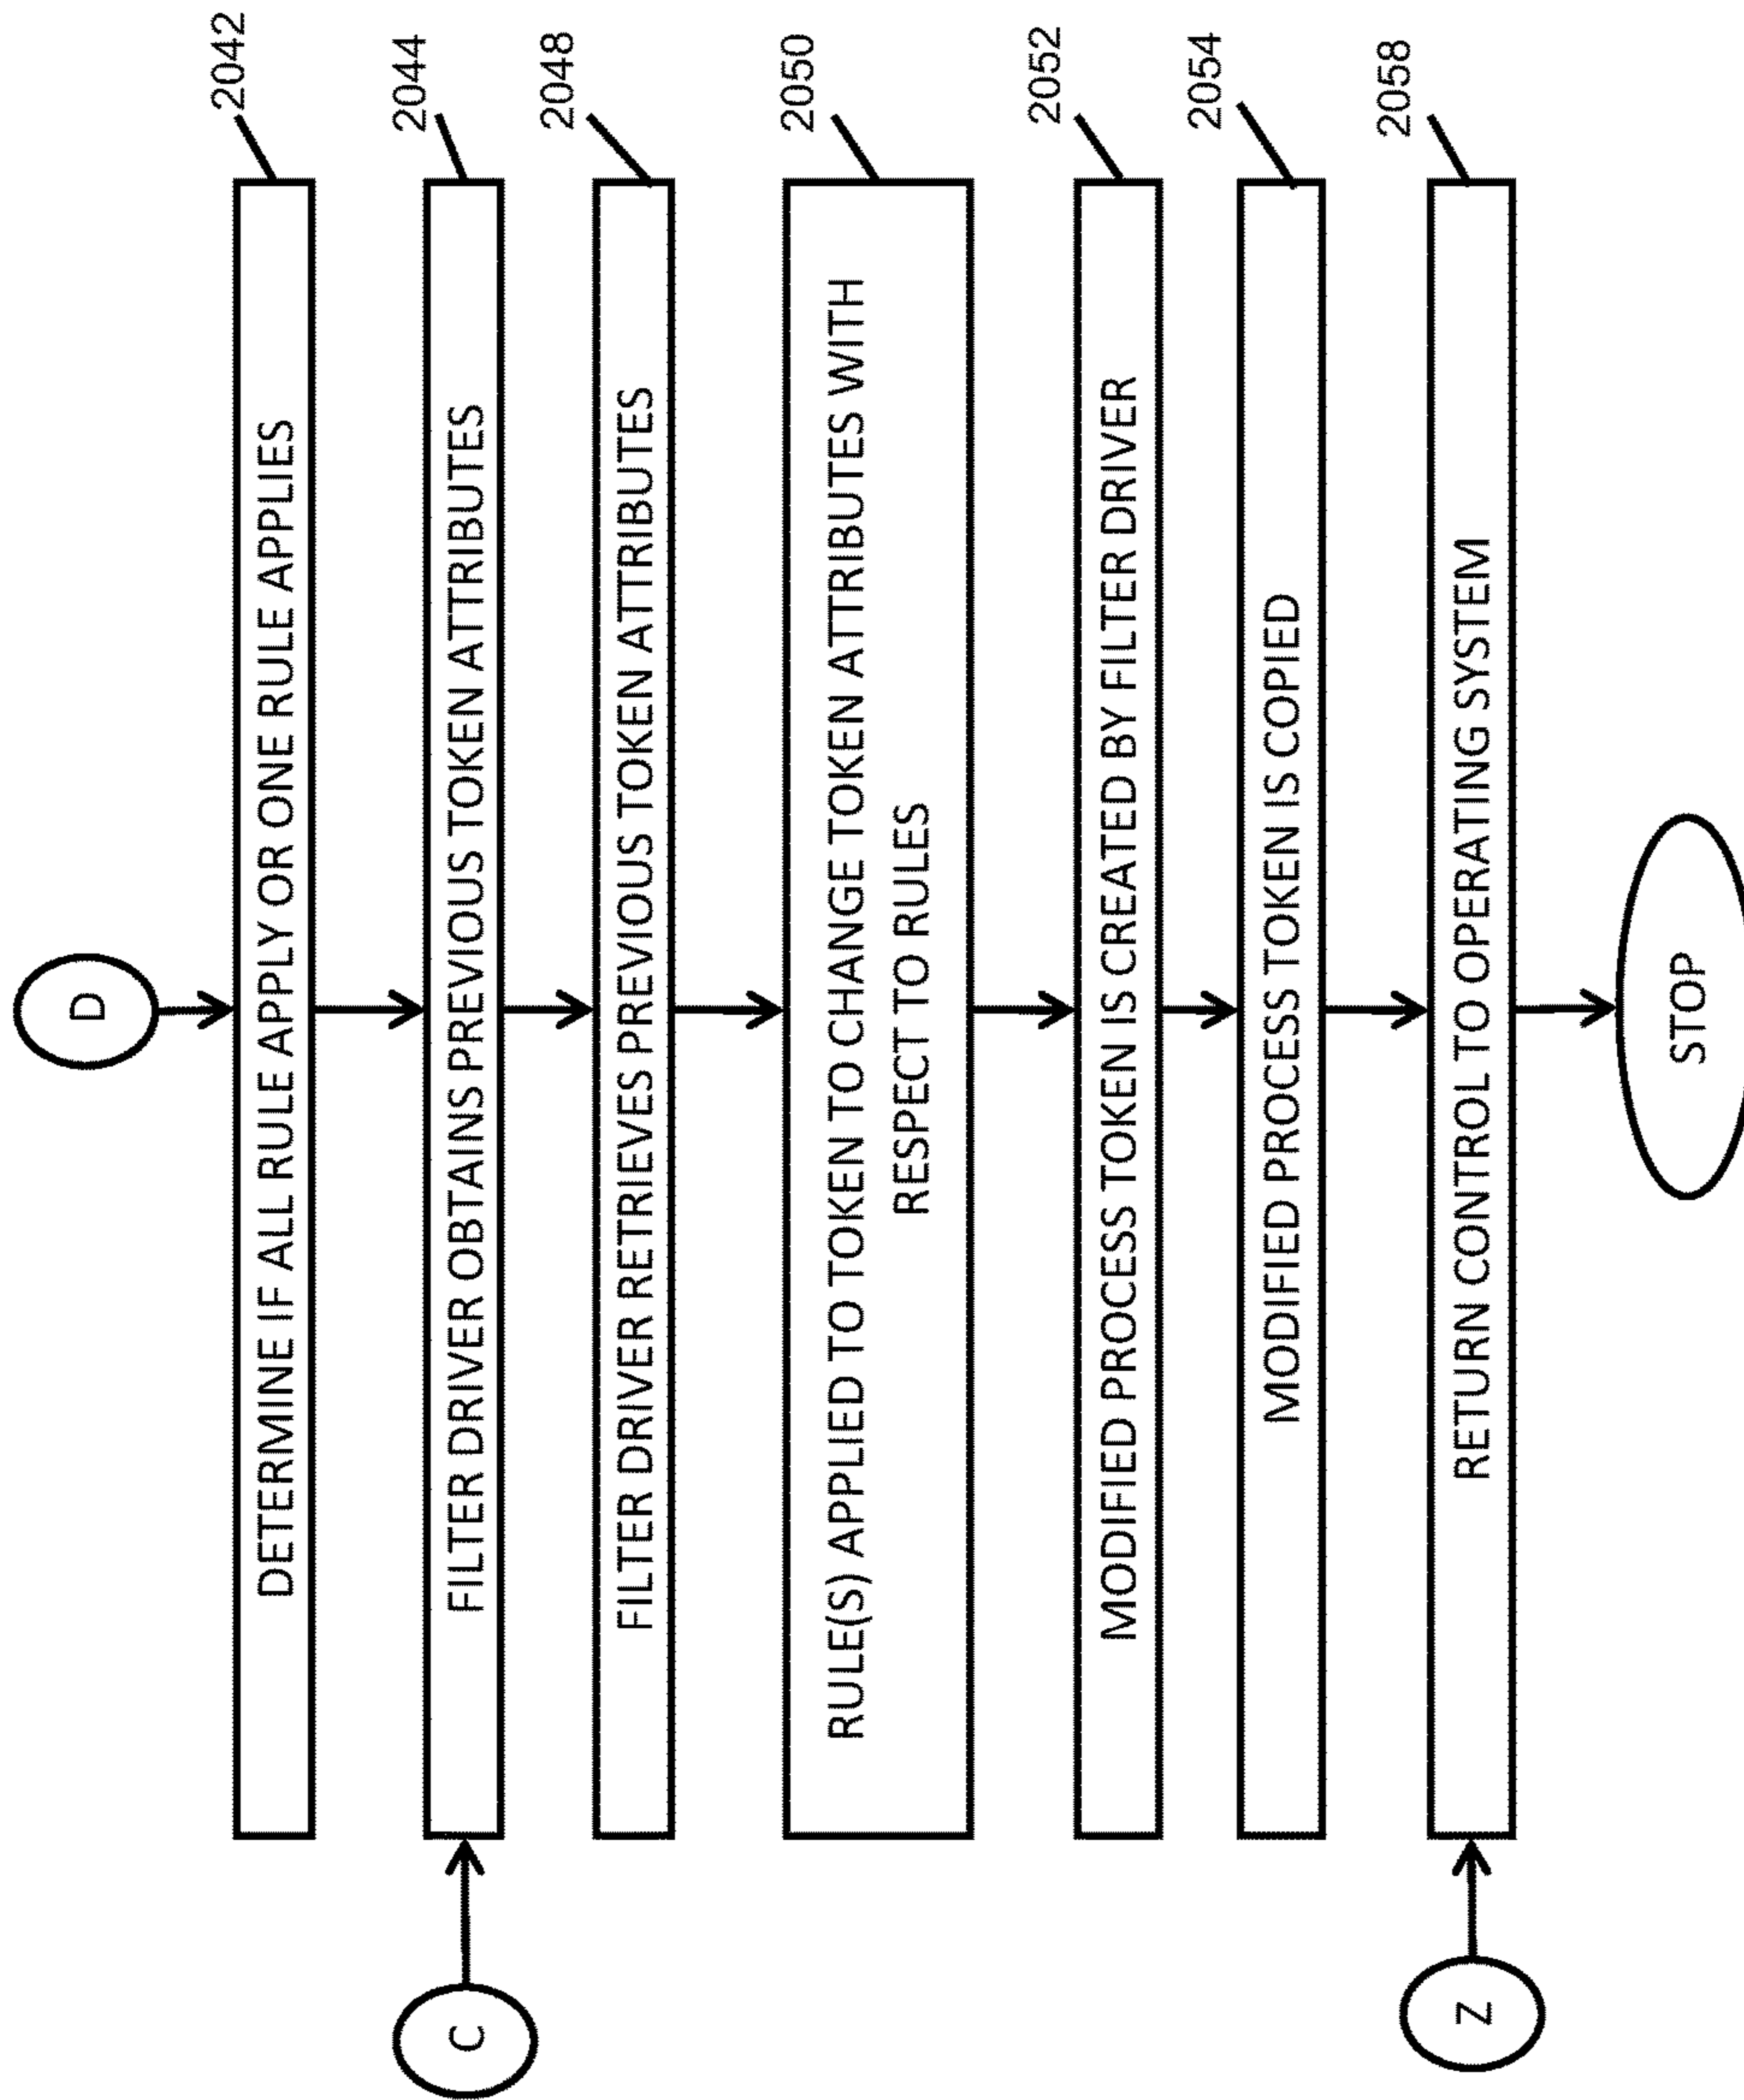 D
DETERMINE IF ALL RULE APPLY OR ONE RULE APPLIES
2042
C
FILTER DRIVER OBTAINS PREVIOUS TOKEN ATTRIBUTES
2044
FILTER DRIVER RETRIEVES PREVIOUS TOKEN ATTRIBUTES
2048
RULE(S) APPLIED TO TOKEN TO CHANGE TOKEN ATTRIBUTES WITH
RESPECT TO RULES
2050
MODIFIED PROCESS TOKEN IS CREATED BY FILTER DRIVER
2052
MODIFIED PROCESS TOKEN IS COPIED
2054
Z
RETURN CONTROL TO OPERATING SYSTEM
2058
STOP